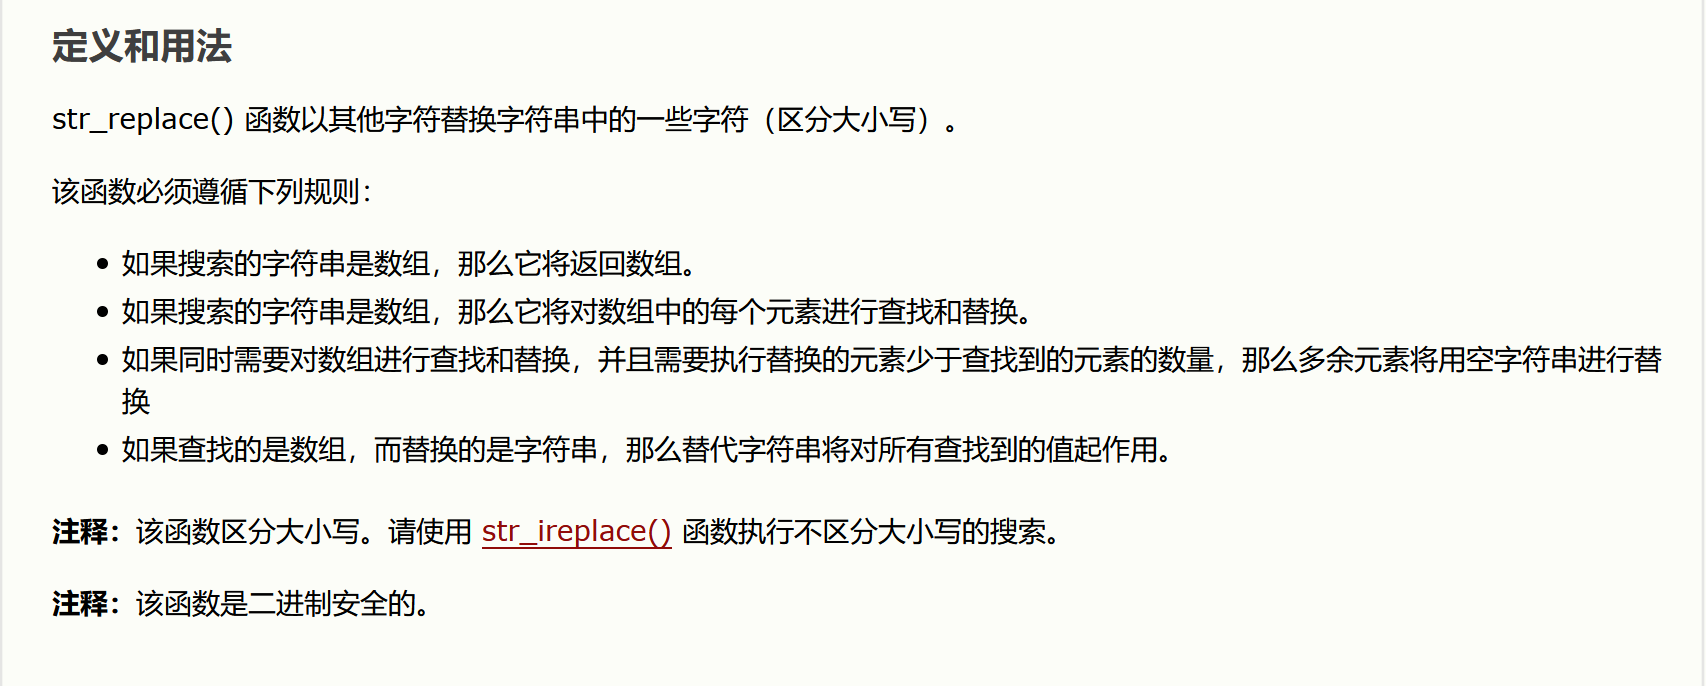 定义和用法
str_replace() 函数以其他字符替换字符串中的一些字符（区分大小写）。
该函数必须遵循下列规则：
如果搜索的字符串是数组，那么它将返回数组。
如果搜索的字符串是数组，那么它将对数组中的每个元素进行查找和替换。
如果同时需要对数组进行查找和替换，并且需要执行替换的元素少于查找到的元素的数量，那么多余元素将用空字符串进行替
换
如果查找的是数组，而替换的是字符串，那么替代字符串将对所有查找到的值起作用。
注释：该函数区分大小写。请使用 str_ireplace() 函数执行不区分大小写的搜索。
注释：该函数是二进制安全的。